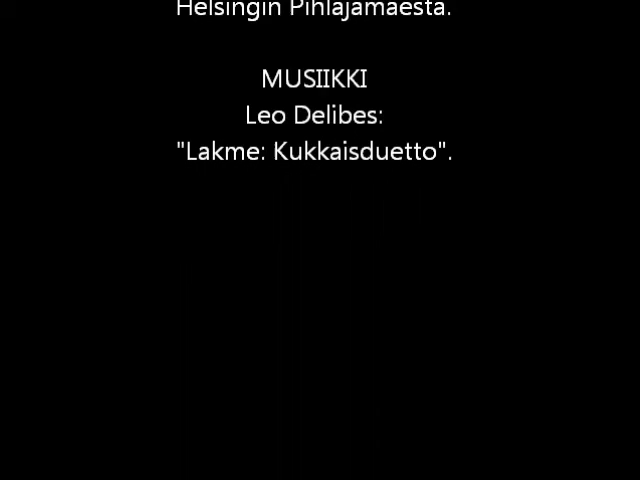 Helsingin Pihlajamäestä.
MUSIIKKI
Leo Delibes:
"Lakme: Kukkaisduetto".